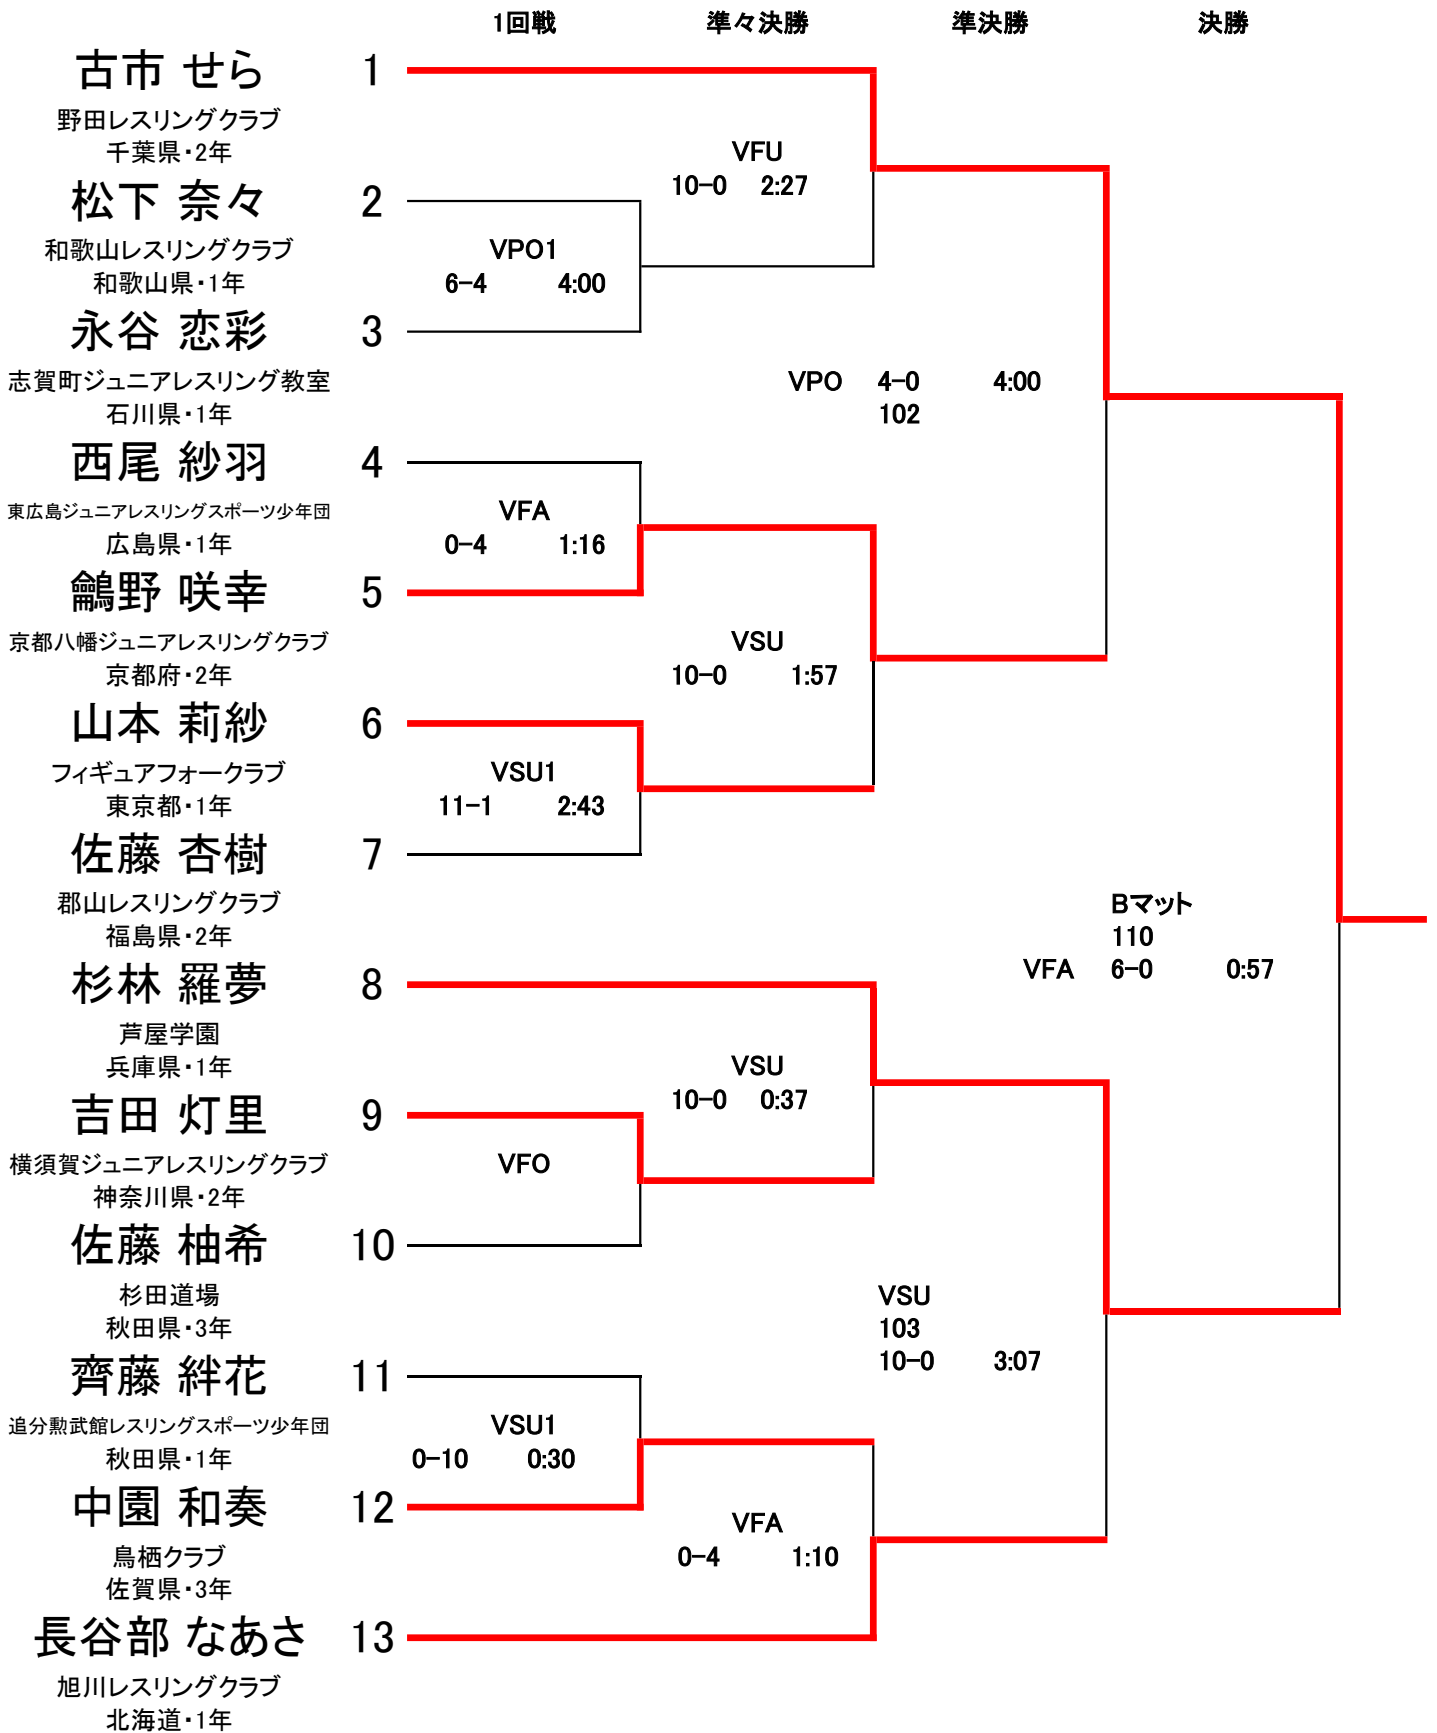 1回戦 準々決勝 準決勝 決勝
古市 せら 1
野田レスリングクラブ
千葉県・2年
VFU
10-0 2:27
松下 奈々 2
和歌山レスリングクラブ
和歌山県・1年
VPO1
6-4 4:00
永谷 恋彩 3
志賀町ジュニアレスリング教室
石川県・1年
VPO 4-0 4:00
102
西尾 紗羽 4
東広島ジュニアレスリングスポーツ少年団
広島県・1年
VFA
0-4 1:16
鸙野 咲幸 5
京都八幡ジュニアレスリングクラブ
京都府・2年
VSU
10-0 1:57
山本 莉紗 6
フィギュアフォークラブ
東京都・1年
VSU1
11-1 2:43
佐藤 杏樹 7
郡山レスリングクラブ
福島県・2年
Bマット
110
VFA 6-0 0:57
杉林 羅夢 8
芦屋学園
兵庫県・1年
VSU
10-0 0:37
吉田 灯里 9
横須賀ジュニアレスリングクラブ
神奈川県・2年
VFO
佐藤 柚希 10
杉田道場
秋田県・3年
VSU
103
10-0 3:07
齊藤 絆花 11
追分勲武館レスリングスポーツ少年団
秋田県・1年
VSU1
0-10 0:30
中園 和奏 12
鳥栖クラブ
佐賀県・3年
VFA
0-4 1:10
長谷部 なあさ 13
旭川レスリングクラブ
北海道・1年